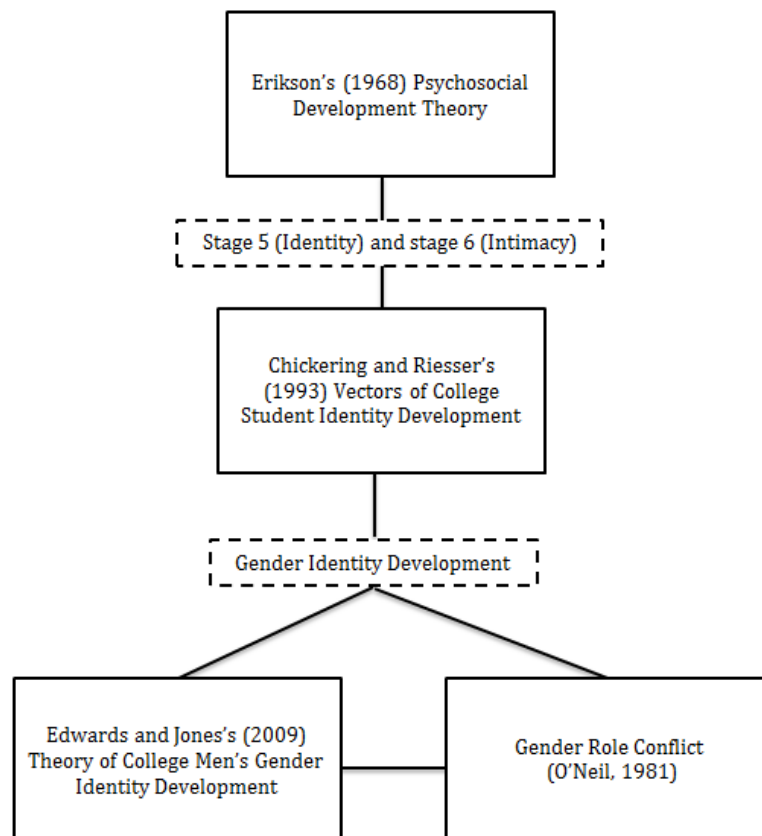 Erikson’s (1968) Psychosocial
Development Theory
Stage 5 (Identity) and stage 6 (Intimacy)
Chickering and Riesser’s
(1993) Vectors of College
Student Identity Development
Gender Identity Development
Edwards and Jones’s (2009)
Theory of College Men’s Gender
Identity Development
Gender Role Conflict
(O’Neil, 1981)